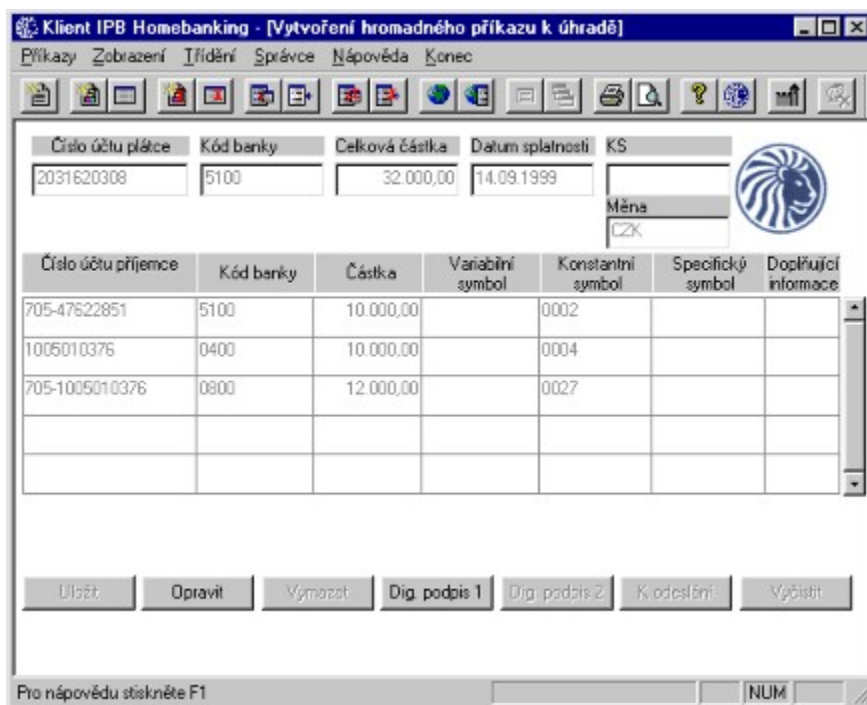 Klient IPB Homebanking - [Vytvoření hromadného příkazu k úhradě]
Příkazy Zobrazení Třídění Správce Nápověda Konec
Číslo účtu plátce Kód banky Celková částka Datum splatnosti KS
2031620308 5100 32.000,00 14.09.1999
Měna
CZK
Číslo účtu příjemce Kód banky Částka Variabilní symbol Konstantní symbol Specifický symbol Doplňující informace
705-47622851 5100 10.000,00 0002
1005010376 0400 10.000.00 0004
705-1005010376 0800 12.000,00 0027
Uložit Opravit Vymazat Dig. podpis 1 Dig. podpis 2 K odeslání Vyčistit
Pro nápovědu stiskněte F1 NUM